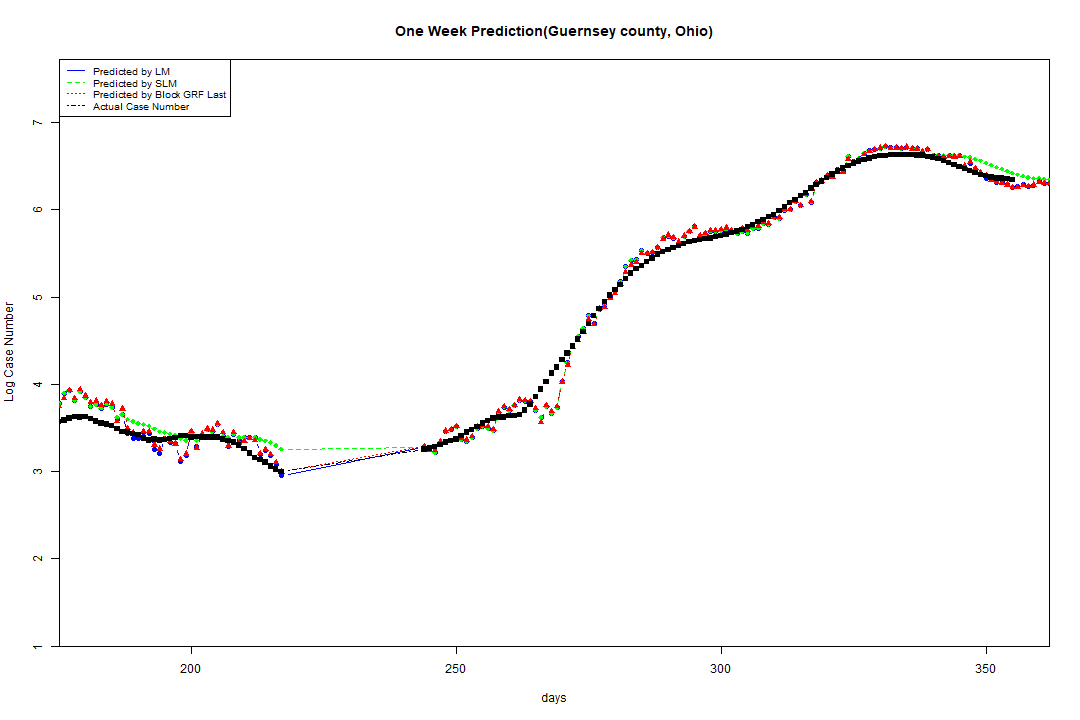 One Week Prediction(Guernsey county, Ohio)
Predicted by LM
Predicted by SLM
Predicted by Block GRF Last
Actual Case Number
Log Case Number
7
6
5
4
3
2
1
200
250
300
350
days